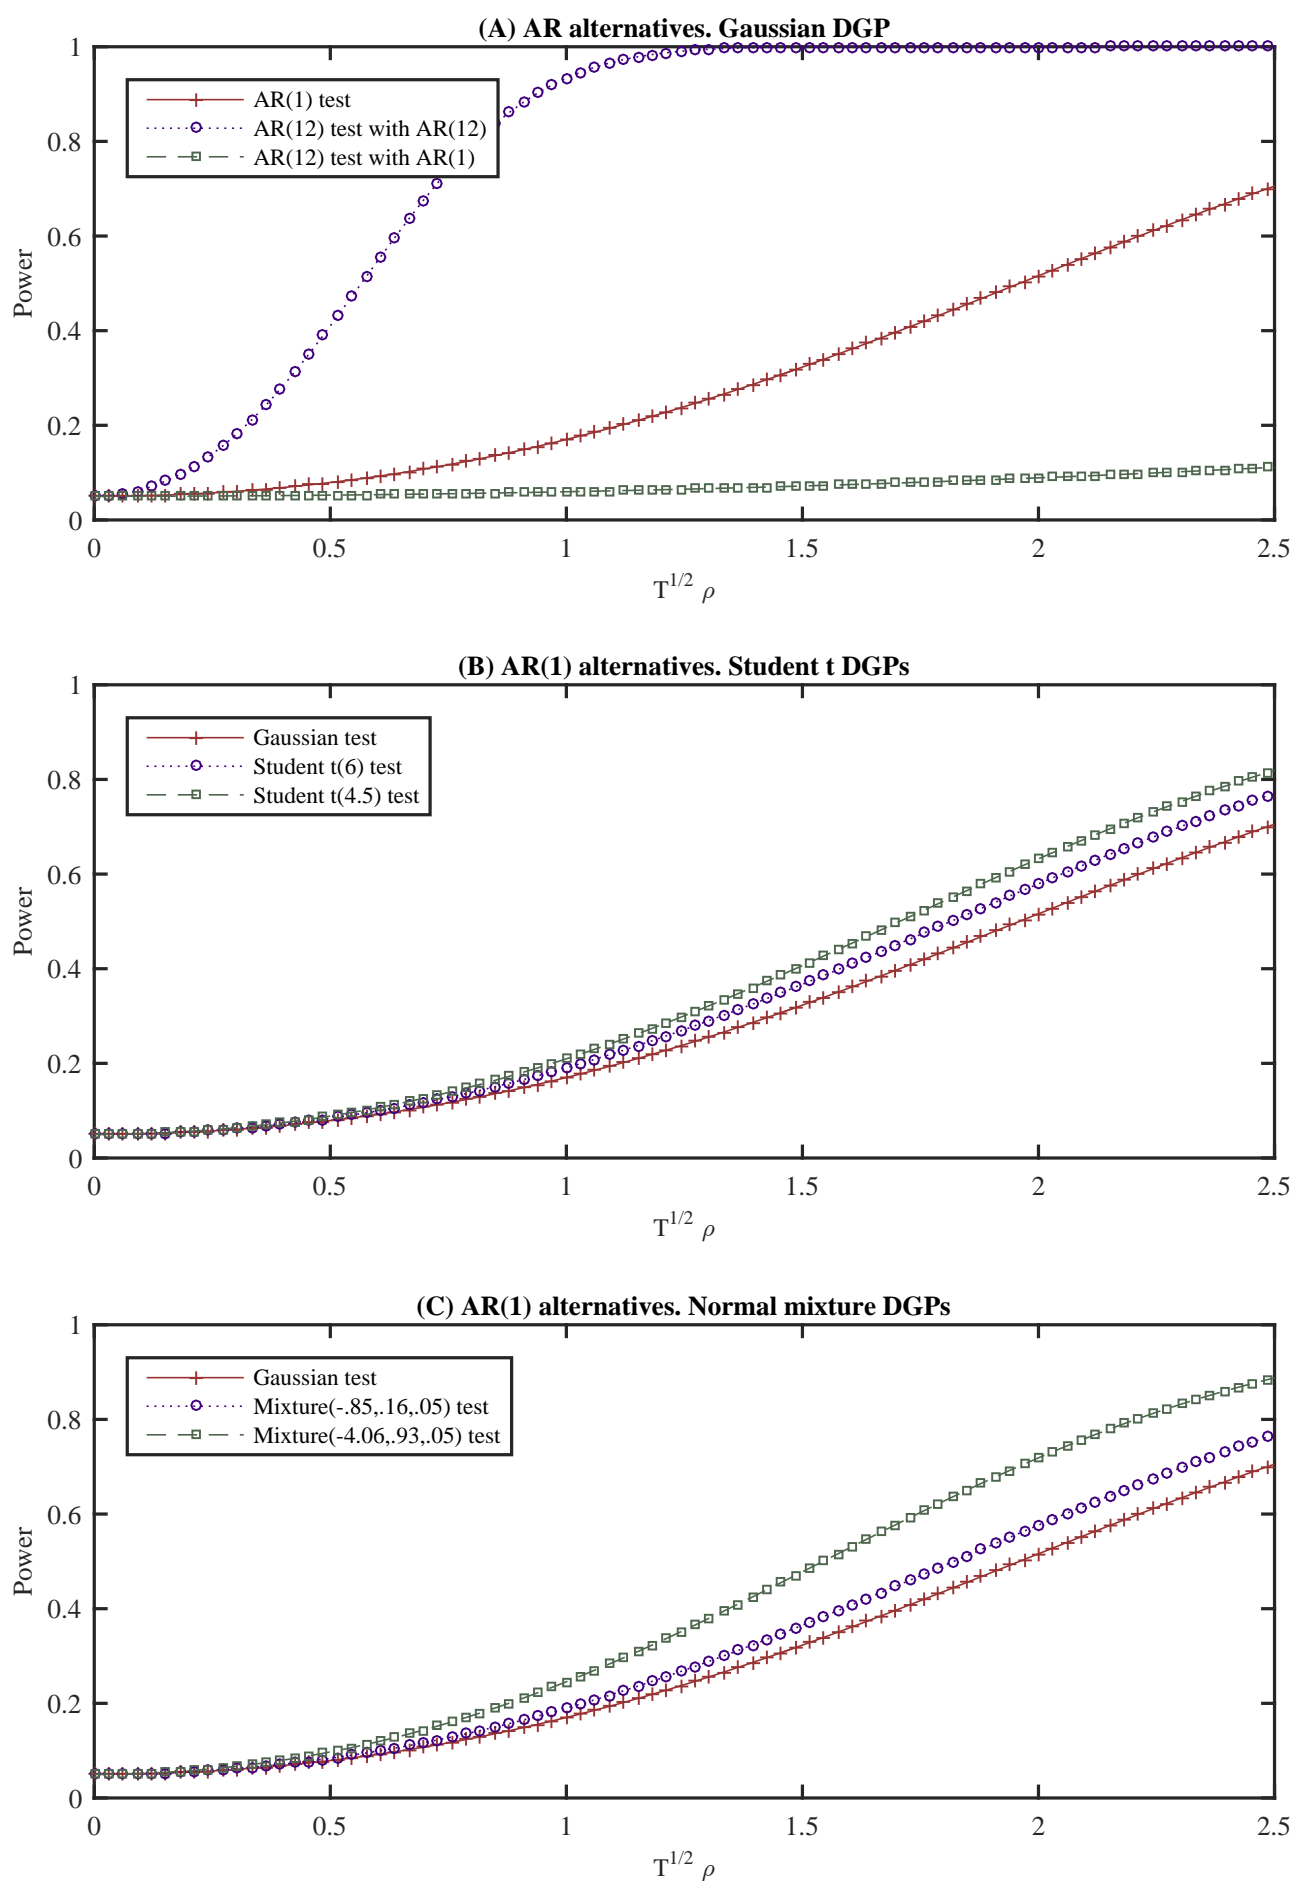 (A) AR alternatives. Gaussian DGP
1
0.8
0.6
0.4
0.2
0
Power
AR(1) test
AR(12) test with AR(12)
AR(12) test with AR(1)
0 0.5 1 1.5 2 2.5
T^{1/2} ρ
(B) AR(1) alternatives. Student t DGPs
1
0.8
0.6
0.4
0.2
0
Power
Gaussian test
Student t(6) test
Student t(4.5) test
0 0.5 1 1.5 2 2.5
T^{1/2} ρ
(C) AR(1) alternatives. Normal mixture DGPs
1
0.8
0.6
0.4
0.2
0
Power
Gaussian test
Mixture(-.85,.16,.05) test
Mixture(-4.06,.93,.05) test
0 0.5 1 1.5 2 2.5
T^{1/2} ρ